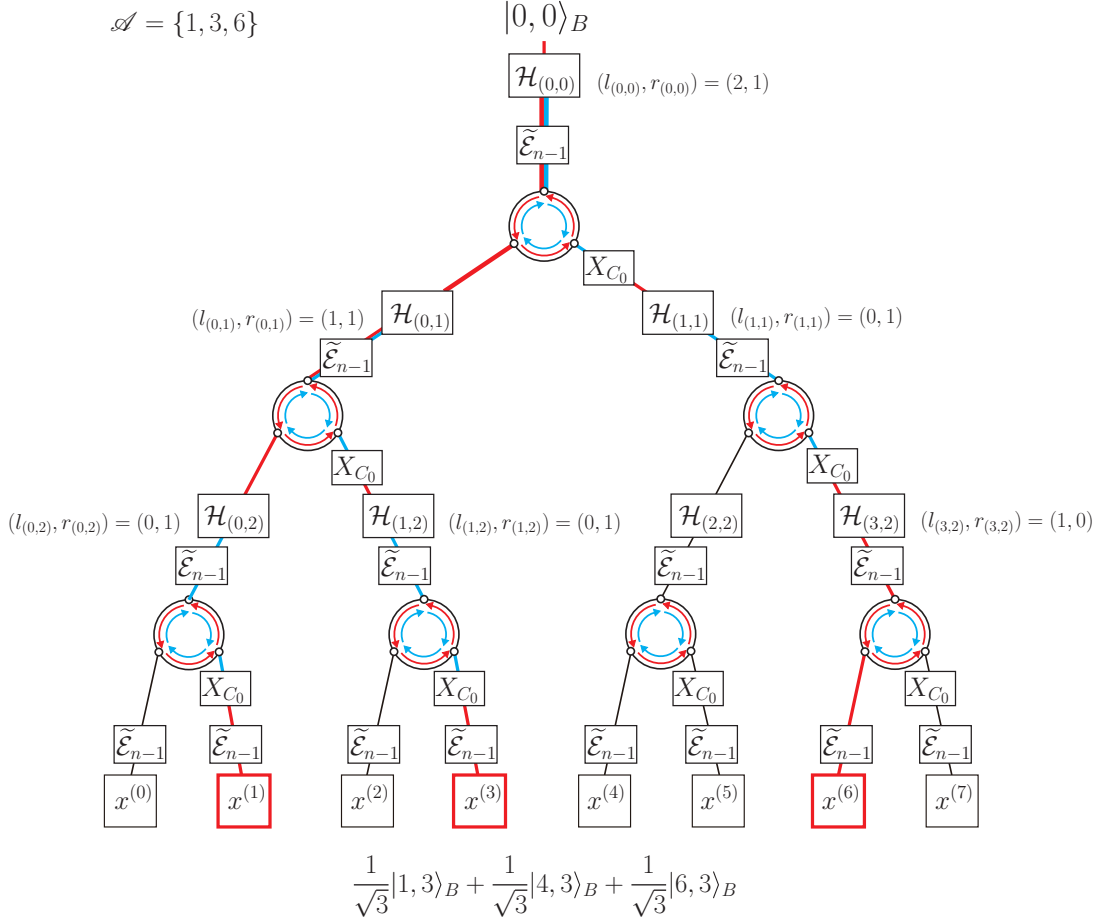 𝒜 = {1, 3, 6}
|0, 0⟩_B
ℋ_(0,0) (l_(0,0), r_(0,0)) = (2, 1)
ℰ̃_{n−1}
X_{C_0}
(l_(0,1), r_(0,1)) = (1, 1) ℋ_(0,1) ℋ_(1,1) (l_(1,1), r_(1,1)) = (0, 1)
ℰ̃_{n−1} ℰ̃_{n−1}
X_{C_0} X_{C_0}
(l_(0,2), r_(0,2)) = (0, 1) ℋ_(0,2) ℋ_(1,2) (l_(1,2), r_(1,2)) = (0, 1) ℋ_(2,2) ℋ_(3,2) (l_(3,2), r_(3,2)) = (1, 0)
ℰ̃_{n−1} ℰ̃_{n−1} ℰ̃_{n−1} ℰ̃_{n−1}
X_{C_0} X_{C_0} X_{C_0} X_{C_0}
ℰ̃_{n−1} ℰ̃_{n−1} ℰ̃_{n−1} ℰ̃_{n−1} ℰ̃_{n−1} ℰ̃_{n−1} ℰ̃_{n−1} ℰ̃_{n−1}
x^(0) x^(1) x^(2) x^(3) x^(4) x^(5) x^(6) x^(7)
1/√3 |1, 3⟩_B + 1/√3 |4, 3⟩_B + 1/√3 |6, 3⟩_B